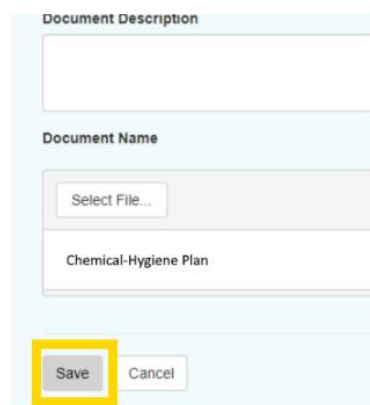 Document Description
Document Name
Select File...
Chemical-Hygiene Plan
Save Cancel